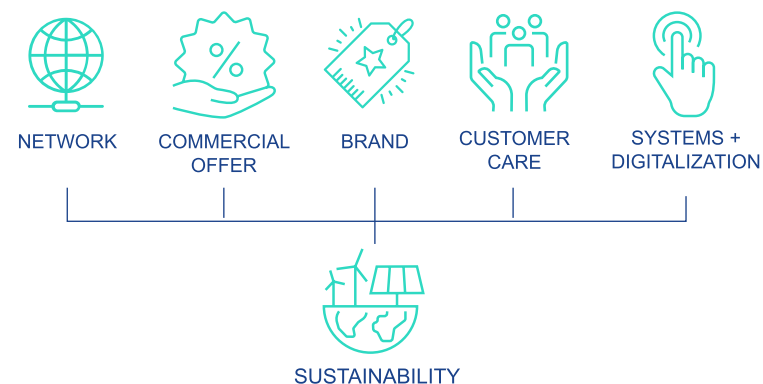 NETWORK
COMMERCIAL
OFFER
BRAND
CUSTOMER
CARE
SYSTEMS +
DIGITALIZATION
SUSTAINABILITY